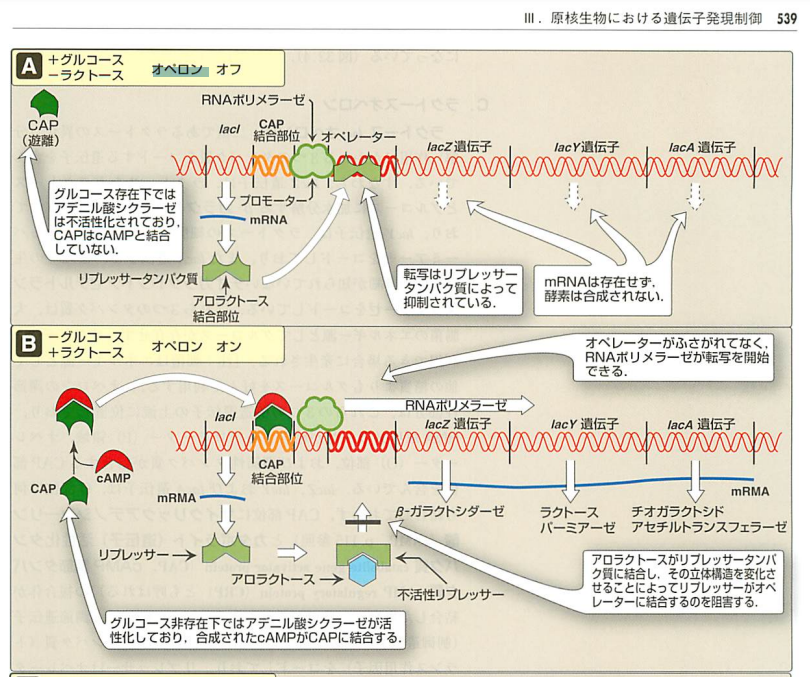 III．原核生物における遺伝子発現制御 539
A
＋グルコース
－ラクトース
オペロン オフ
CAP
（遊離）
RNAポリメラーゼ
lacI
CAP
結合部位
オペレーター
lacZ 遺伝子
lacY 遺伝子
lacA 遺伝子
グルコース存在下では
アデニル酸シクラーゼ
は不活性化されており，
CAPはcAMPと結合
していない．
プロモーター
mRNA
リプレッサータンパク質
アロラクトース
結合部位
転写はリプレッサー
タンパク質によって
抑制されている．
mRNAは存在せず，
酵素は合成されない．
B
－グルコース
＋ラクトース
オペロン オン
オペレーターがふさがれてなく，
RNAポリメラーゼが転写を開始
できる．
RNAポリメラーゼ
lacI
lacZ 遺伝子
lacY 遺伝子
lacA 遺伝子
cAMP
CAP
CAP
結合部位
mRNA
mRNA
β-ガラクトシダーゼ
ラクトース
パーミアーゼ
チオガラクトシド
アセチルトランスフェラーゼ
リプレッサー
アロラクトース
不活性リプレッサー
アロラクトースがリプレッサータンパ
ク質に結合し，その立体構造を変化さ
せることによってリプレッサーがオペ
レーターに結合するのを阻害する．
グルコース非存在下ではアデニル酸シクラーゼが活
性化しており，合成されたcAMPがCAPに結合する．